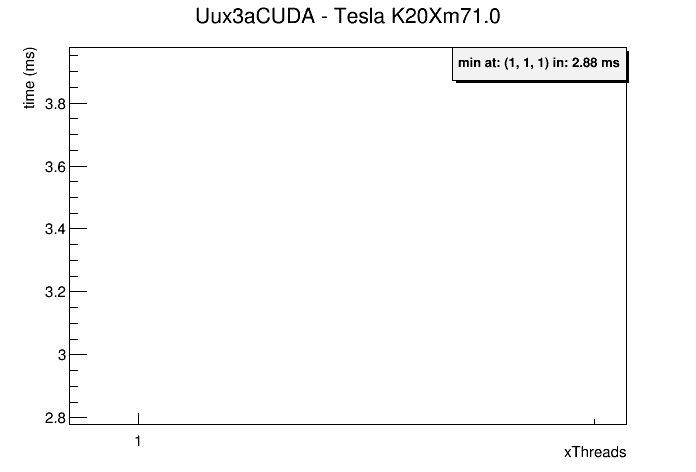 Uux3aCUDA - Tesla K20Xm71.0
time (ms)
min at: (1, 1, 1) in: 2.88 ms
3.8
3.6
3.4
3.2
3
2.8
1
xThreads